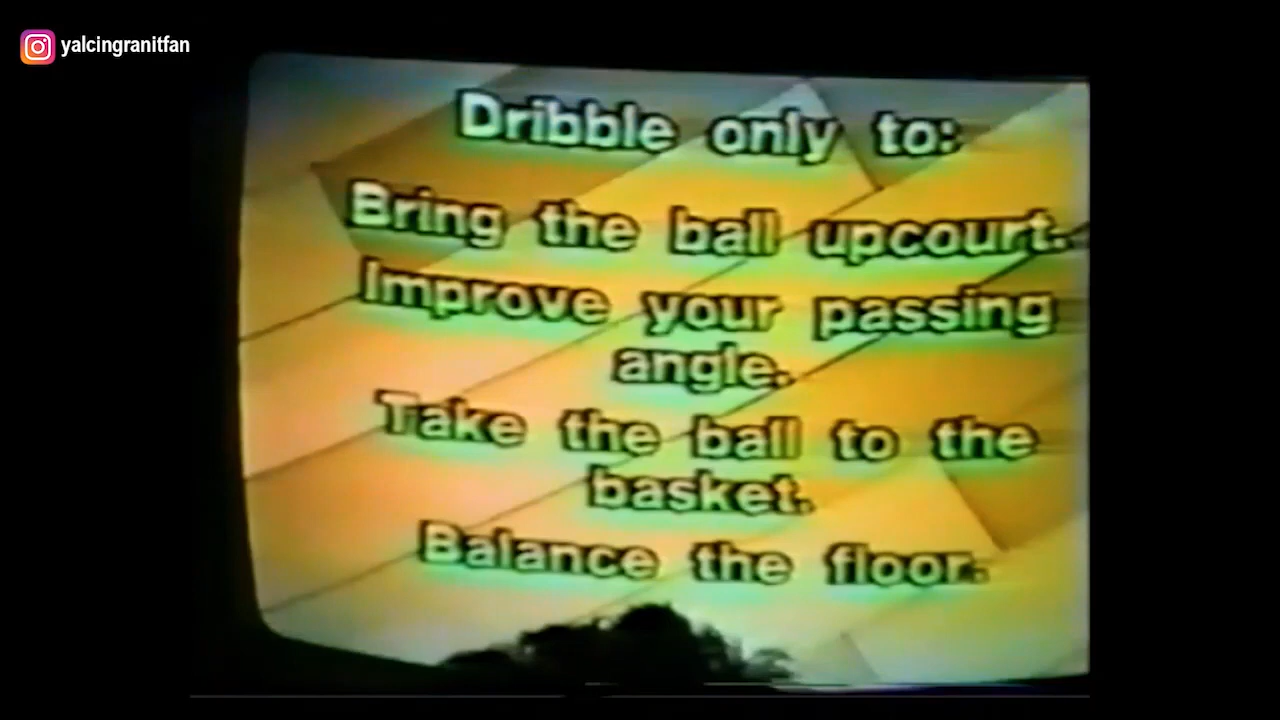 yalcingranitfan
Dribble only to:
Bring the ball upcourt.
Improve your passing
angle.
Take the ball to the
basket.
Balance the floor.